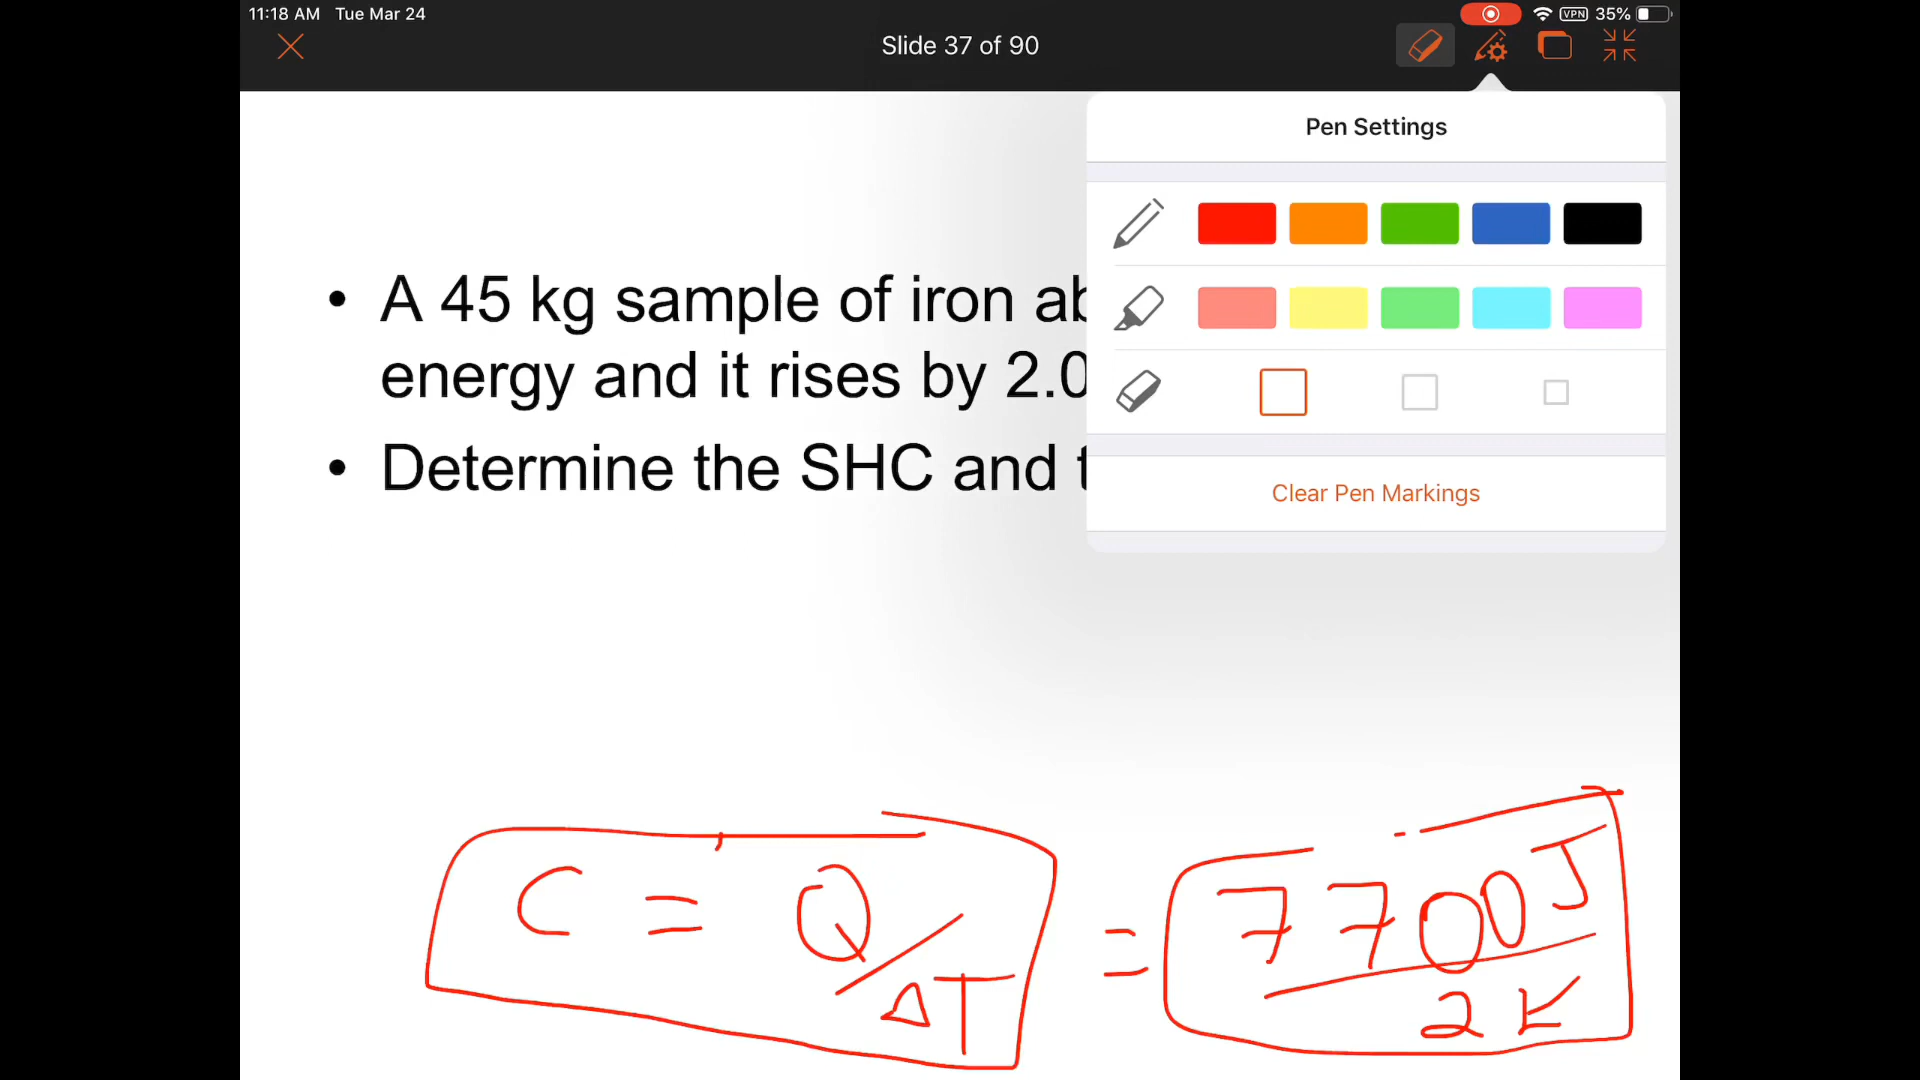 11:18 AM Tue Mar 24
VPN 35%
Slide 37 of 90
Pen Settings
• A 45 kg sample of iron
energy and it rises by 2.0
• Determine the SHC and
Clear Pen Markings
C = Q/ΔT = 7700J/2K